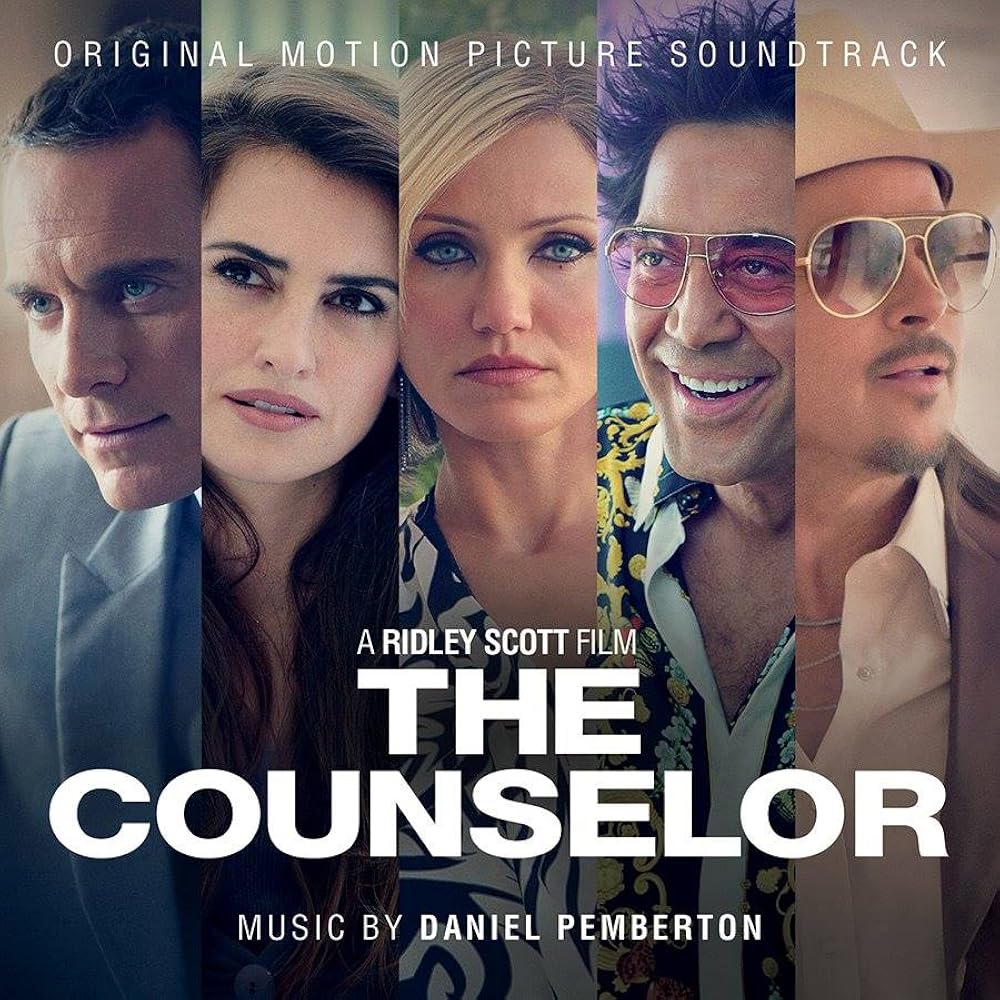 ORIGINAL MOTION PICTURE SOUNDTRACK
A RIDLEY SCOTT FILM
THE
COUNSELOR
MUSIC BY DANIEL PEMBERTON